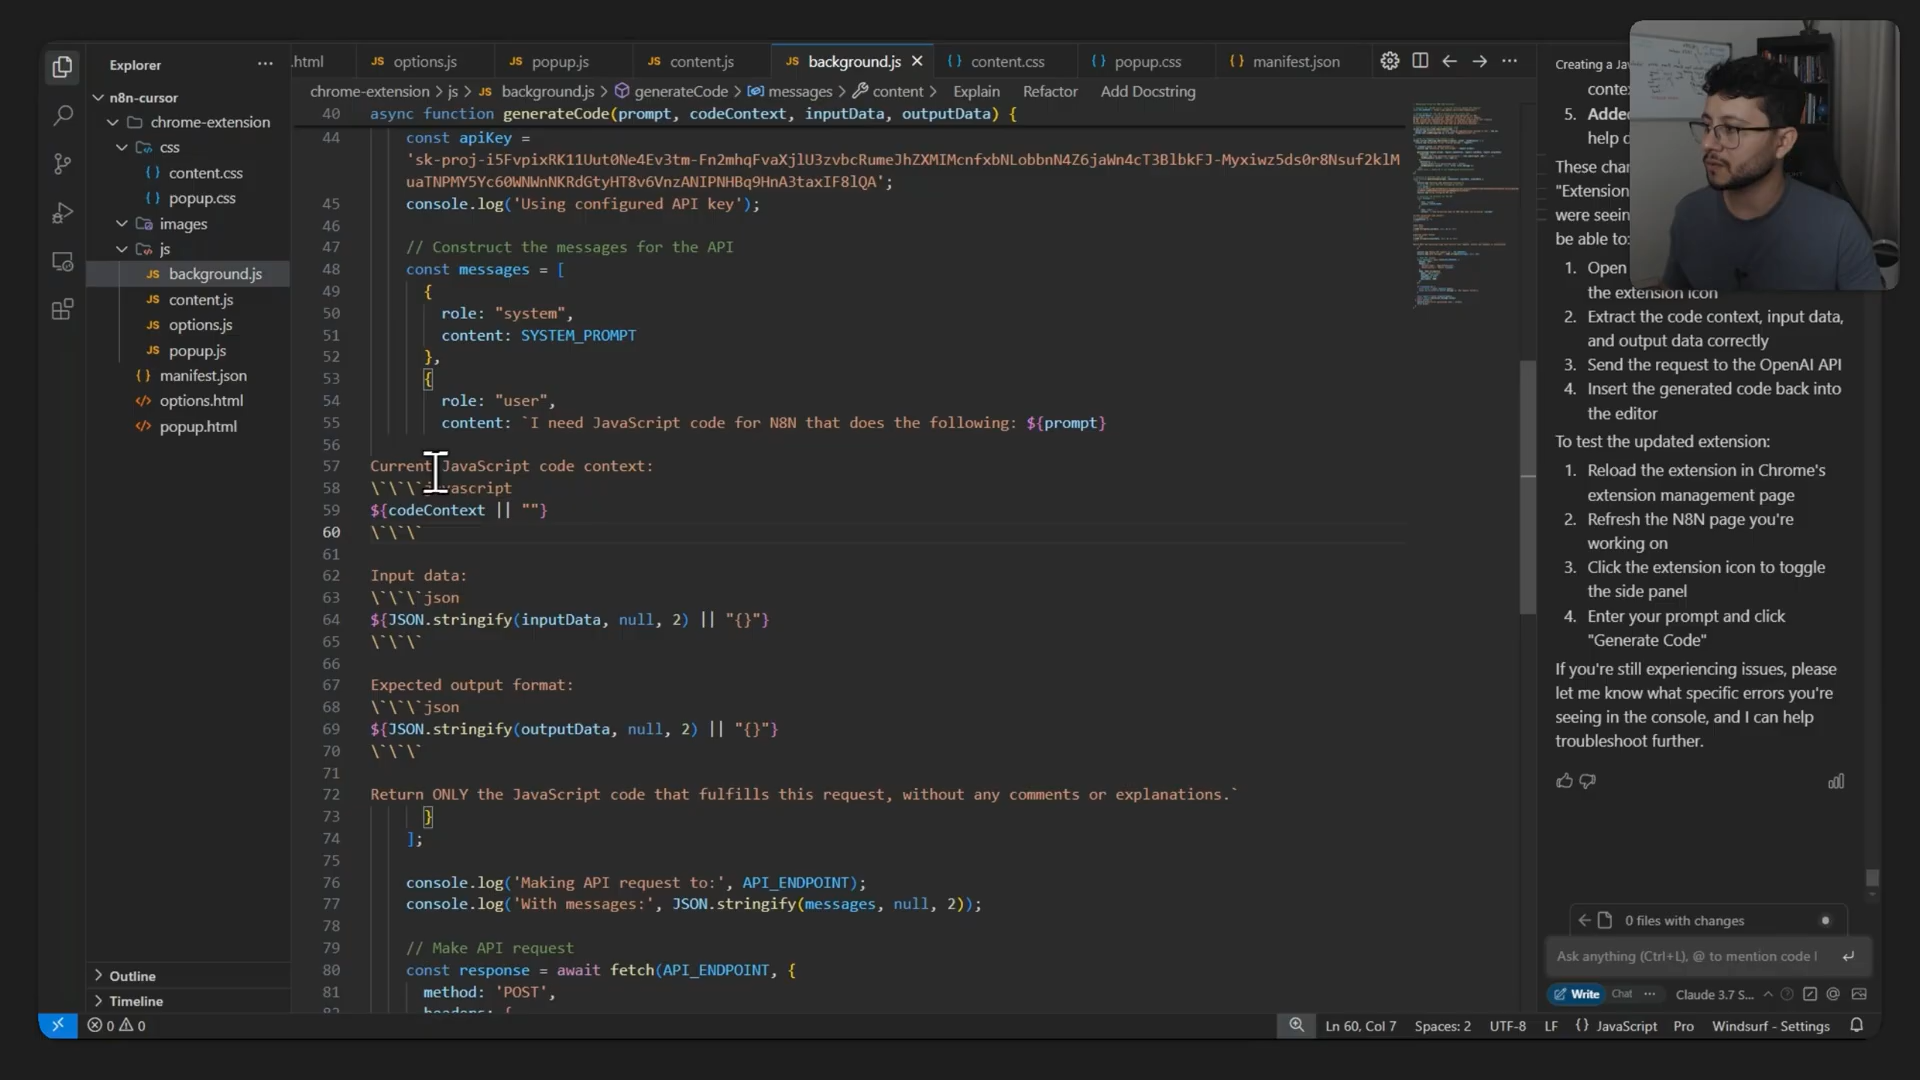 Explorer
.html
options.js
popup.js
content.js
background.js
content.css
popup.css
manifest.json
n8n-cursor
chrome-extension
css
content.css
popup.css
images
js
background.js
content.js
options.js
popup.js
manifest.json
options.html
popup.html
Outline
Timeline
chrome-extension > js > background.js > generateCode > messages > content > Explain Refactor Add Docstring
40 async function generateCode(prompt, codeContext, inputData, outputData) {
44 const apiKey =
'sk-proj-i5FvpixRK11Uut0Ne4Ev3tm-Fn2mhqFvaXjlU3zvbcRumeJhZXMIMcnfxbNLobbnN4Z6jaWn4cT3BlbkFJ-Myxiwz5ds0r8Nsuf2klM
uaTNPMY5Yc60WNWnNKRdGtyHT8v6VnzANIPNHBq9HnA3taxIF8lQA';
45 console.log('Using configured API key');
46
47 // Construct the messages for the API
48 const messages = [
49 {
50 role: "system",
51 content: SYSTEM_PROMPT
52 },
53 {
54 role: "user",
55 content: `I need JavaScript code for N8N that does the following: ${prompt}
56
57 Current JavaScript code context:
58 \`\`\`javascript
59 ${codeContext || ""}
60 \`\`\`
61
62 Input data:
63 \`\`\`json
64 ${JSON.stringify(inputData, null, 2) || "{}"}
65 \`\`\`
66
67 Expected output format:
68 \`\`\`json
69 ${JSON.stringify(outputData, null, 2) || "{}"}
70 \`\`\`
71
72 Return ONLY the JavaScript code that fulfills this request, without any comments or explanations.`
73 }
74 ];
75
76 console.log('Making API request to:', API_ENDPOINT);
77 console.log('With messages:', JSON.stringify(messages, null, 2));
78
79 // Make API request
80 const response = await fetch(API_ENDPOINT, {
81 method: 'POST',
headers: {
Creating a Ja
contex
5. Added
help d
These chan
"Extension
were seein
be able to:
1. Open
the extension icon
2. Extract the code context, input data,
and output data correctly
3. Send the request to the OpenAI API
4. Insert the generated code back into
the editor
To test the updated extension:
1. Reload the extension in Chrome's
extension management page
2. Refresh the N8N page you're
working on
3. Click the extension icon to toggle
the side panel
4. Enter your prompt and click
"Generate Code"
If you're still experiencing issues, please
let me know what specific errors you're
seeing in the console, and I can help
troubleshoot further.
0 files with changes
Ask anything (Ctrl+L), @ to mention code
Write Chat ... Claude 3.7 S...
0 0
Ln 60, Col 7 Spaces: 2 UTF-8 LF {} JavaScript Pro Windsurf - Settings